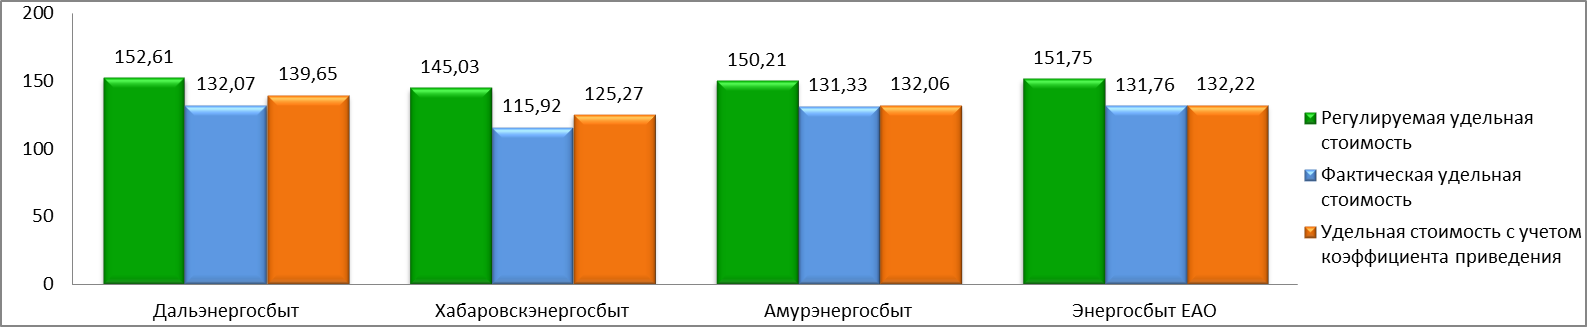 200
150
100
50
0
152,61
132,07
139,65
145,03
115,92
125,27
150,21
131,33
132,06
151,75
131,76
132,22
Дальэнергосбыт
Хабаровскэнергосбыт
Амурэнергосбыт
Энергосбыт ЕАО
Регулируемая удельная
стоимость
Фактическая удельная
стоимость
Удельная стоимость с учетом
коэффициента приведения